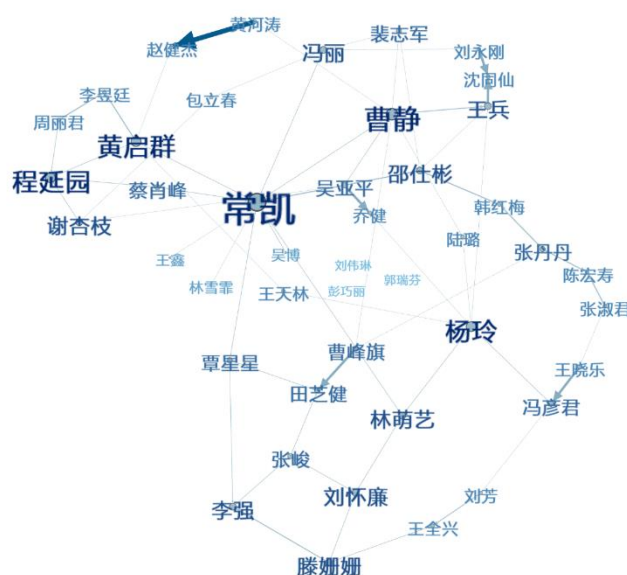 黄河涛
裴志军
赵健杰
冯丽
刘永刚
沈固仙
李昱廷
包立春
王兵
周丽君
曹静
黄启群
程延园
蔡肖峰
吴亚平
邵仕彬
常凯
乔健
韩红梅
谢杏枝
陆璐
张丹丹
王鑫
吴博
刘伟琳
郭瑞芬
陈宏寿
林雪霏
王天林
彭巧丽
张淑君
杨玲
曹峰旗
覃星星
王晓乐
田芝健
林萌艺
冯彦君
张峻
刘怀廉
刘芳
李强
王全兴
滕姗姗